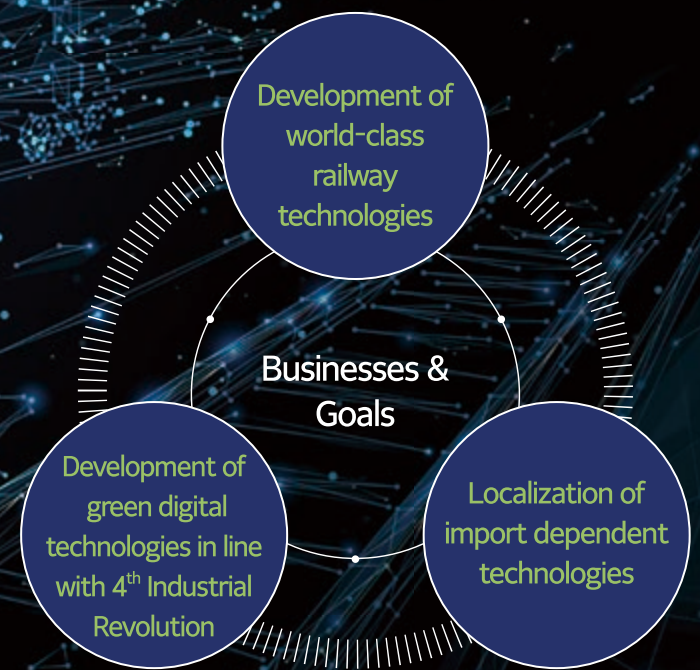 Development of
world-class
railway
technologies
Businesses &
Goals
Development of
green digital
technologies in line
with 4th Industrial
Revolution
Localization of
import dependent
technologies